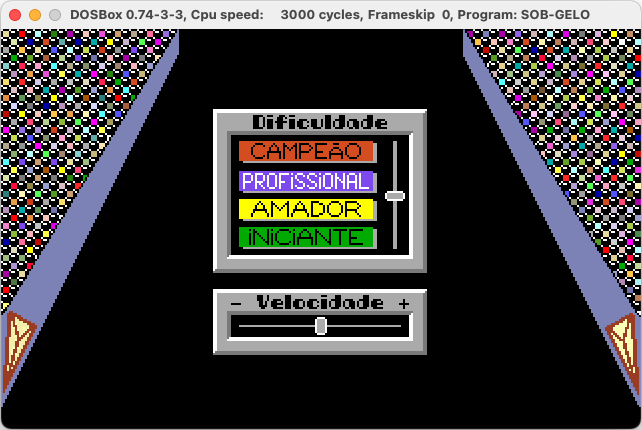 DOSBox 0.74-3-3, Cpu speed: 3000 cycles, Frameskip 0, Program: SOB-GELO
Dificuldade
CAMPEÃO
PROFiSSiONAL
AMADOR
iNiCiANTE
- Velocidade +